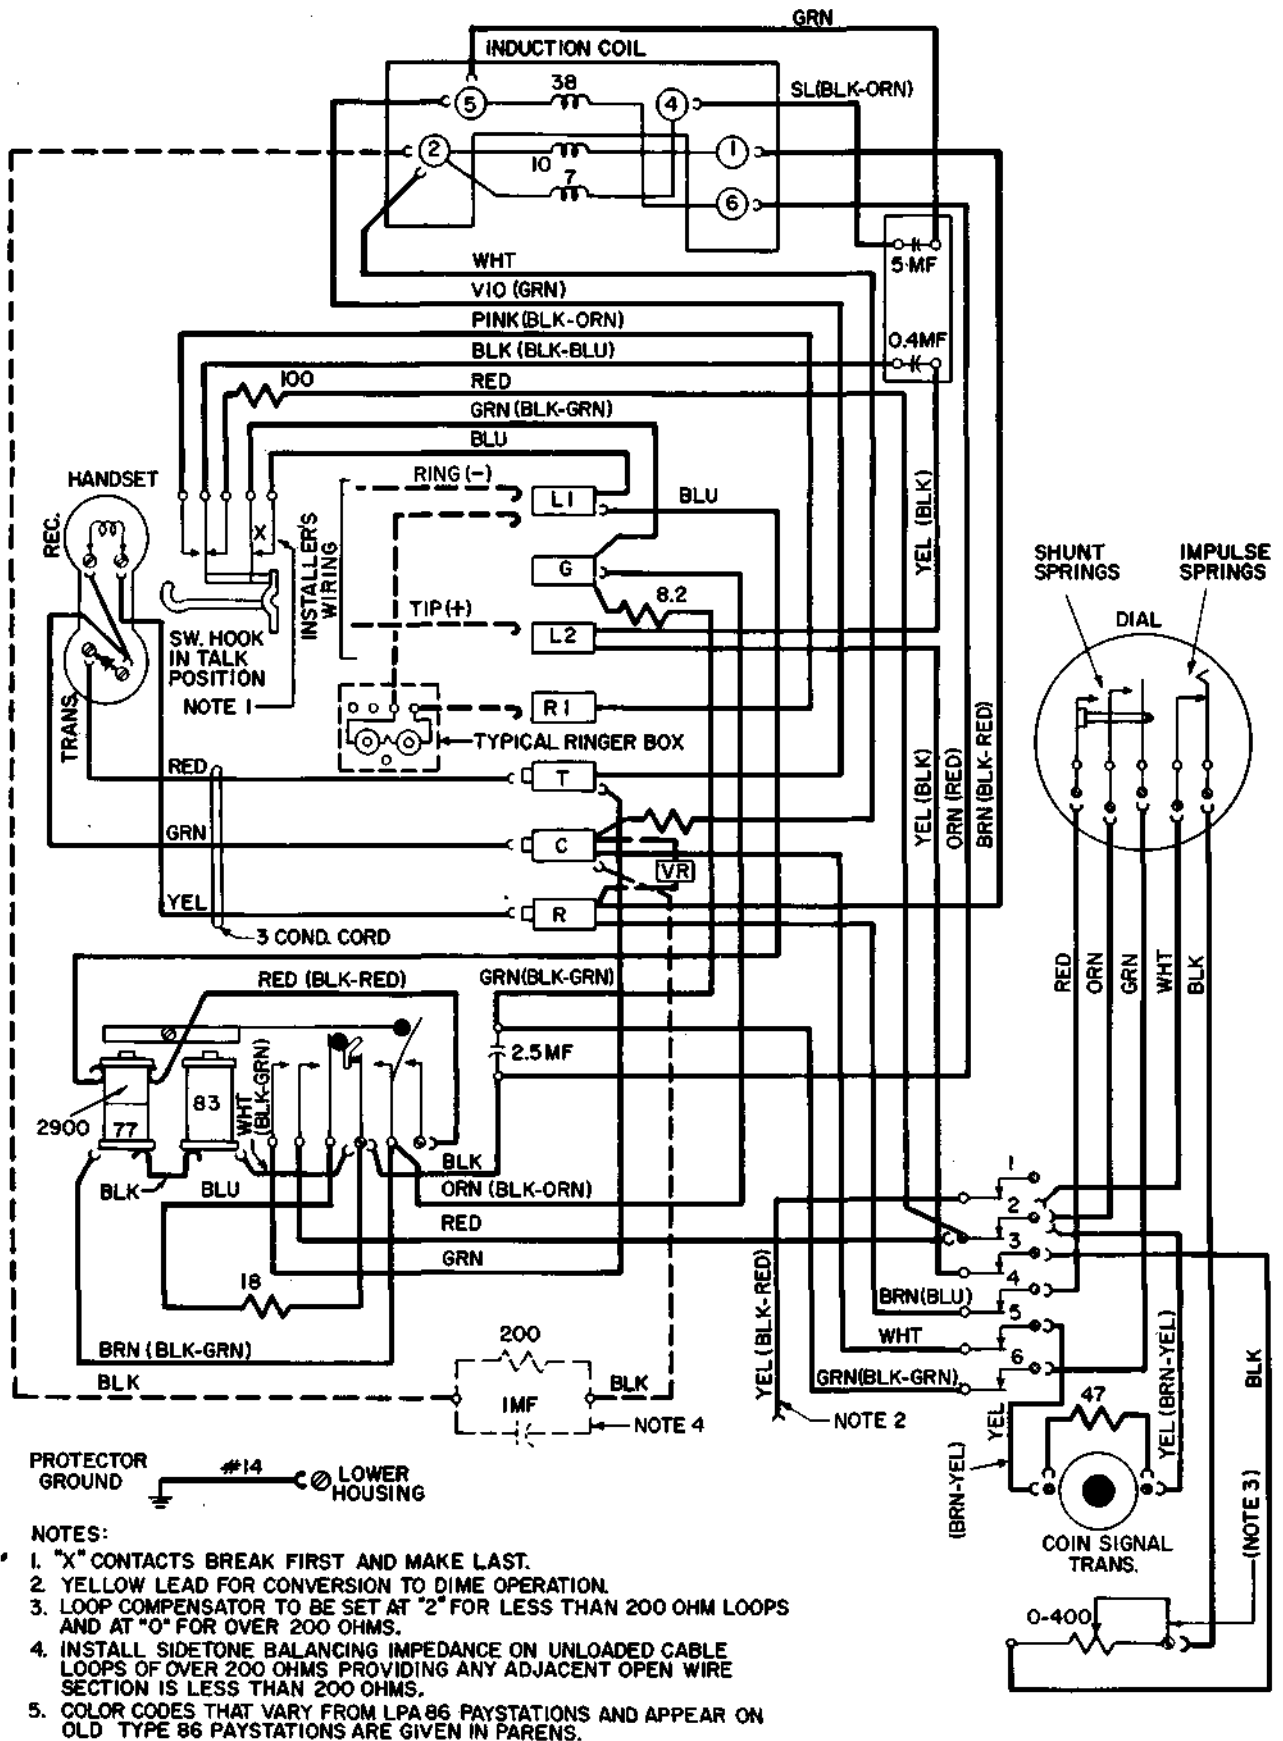 GRN
INDUCTION COIL
38
5
4
SL(BLK-ORN)
2
10
1
7
6
WHT
5 MF
VIO (GRN)
PINK(BLK-ORN)
0.4MF
BLK (BLK-BLU)
100
RED
GRN (BLK-GRN)
BLU
HANDSET
RING (-)
L1
BLU
YEL (BLK)
REC.
X
INSTALLER'S
WIRING
G
8.2
SHUNT
SPRINGS
IMPULSE
SPRINGS
DIAL
TIP(+)
L2
SW. HOOK
IN TALK
POSITION
NOTE 1
TRANS.
R1
TYPICAL RINGER BOX
YEL (BLK)
ORN (RED)
BRN (BLK-RED)
RED
T
GRN
C
VR
YEL
R
3 COND. CORD
RED
ORN
GRN
WHT
BLK
RED (BLK-RED)
GRN(BLK-GRN)
2.5MF
WHT
(BLK-GRN)
83
2900
77
BLK
BLK
BLU
ORN (BLK-ORN)
RED
GRN
18
1
2
3
4
5
6
BRN(BLU)
WHT
GRN(BLK-GRN)
YEL (BLK-RED)
BRN (BLK-GRN)
BLK
200
1MF
BLK
NOTE 4
NOTE 2
YEL
(BRN-YEL)
47
YEL (BRN-YEL)
BLK
(NOTE 3)
COIN SIGNAL
TRANS.
0-400
PROTECTOR
GROUND
#14
LOWER
HOUSING
NOTES:
1. "X" CONTACTS BREAK FIRST AND MAKE LAST.
2. YELLOW LEAD FOR CONVERSION TO DIME OPERATION.
3. LOOP COMPENSATOR TO BE SET AT "2" FOR LESS THAN 200 OHM LOOPS
AND AT "0" FOR OVER 200 OHMS.
4. INSTALL SIDETONE BALANCING IMPEDANCE ON UNLOADED CABLE
LOOPS OF OVER 200 OHMS PROVIDING ANY ADJACENT OPEN WIRE
SECTION IS LESS THAN 200 OHMS.
5. COLOR CODES THAT VARY FROM LPA 86 PAYSTATIONS AND APPEAR ON
OLD TYPE 86 PAYSTATIONS ARE GIVEN IN PARENS.